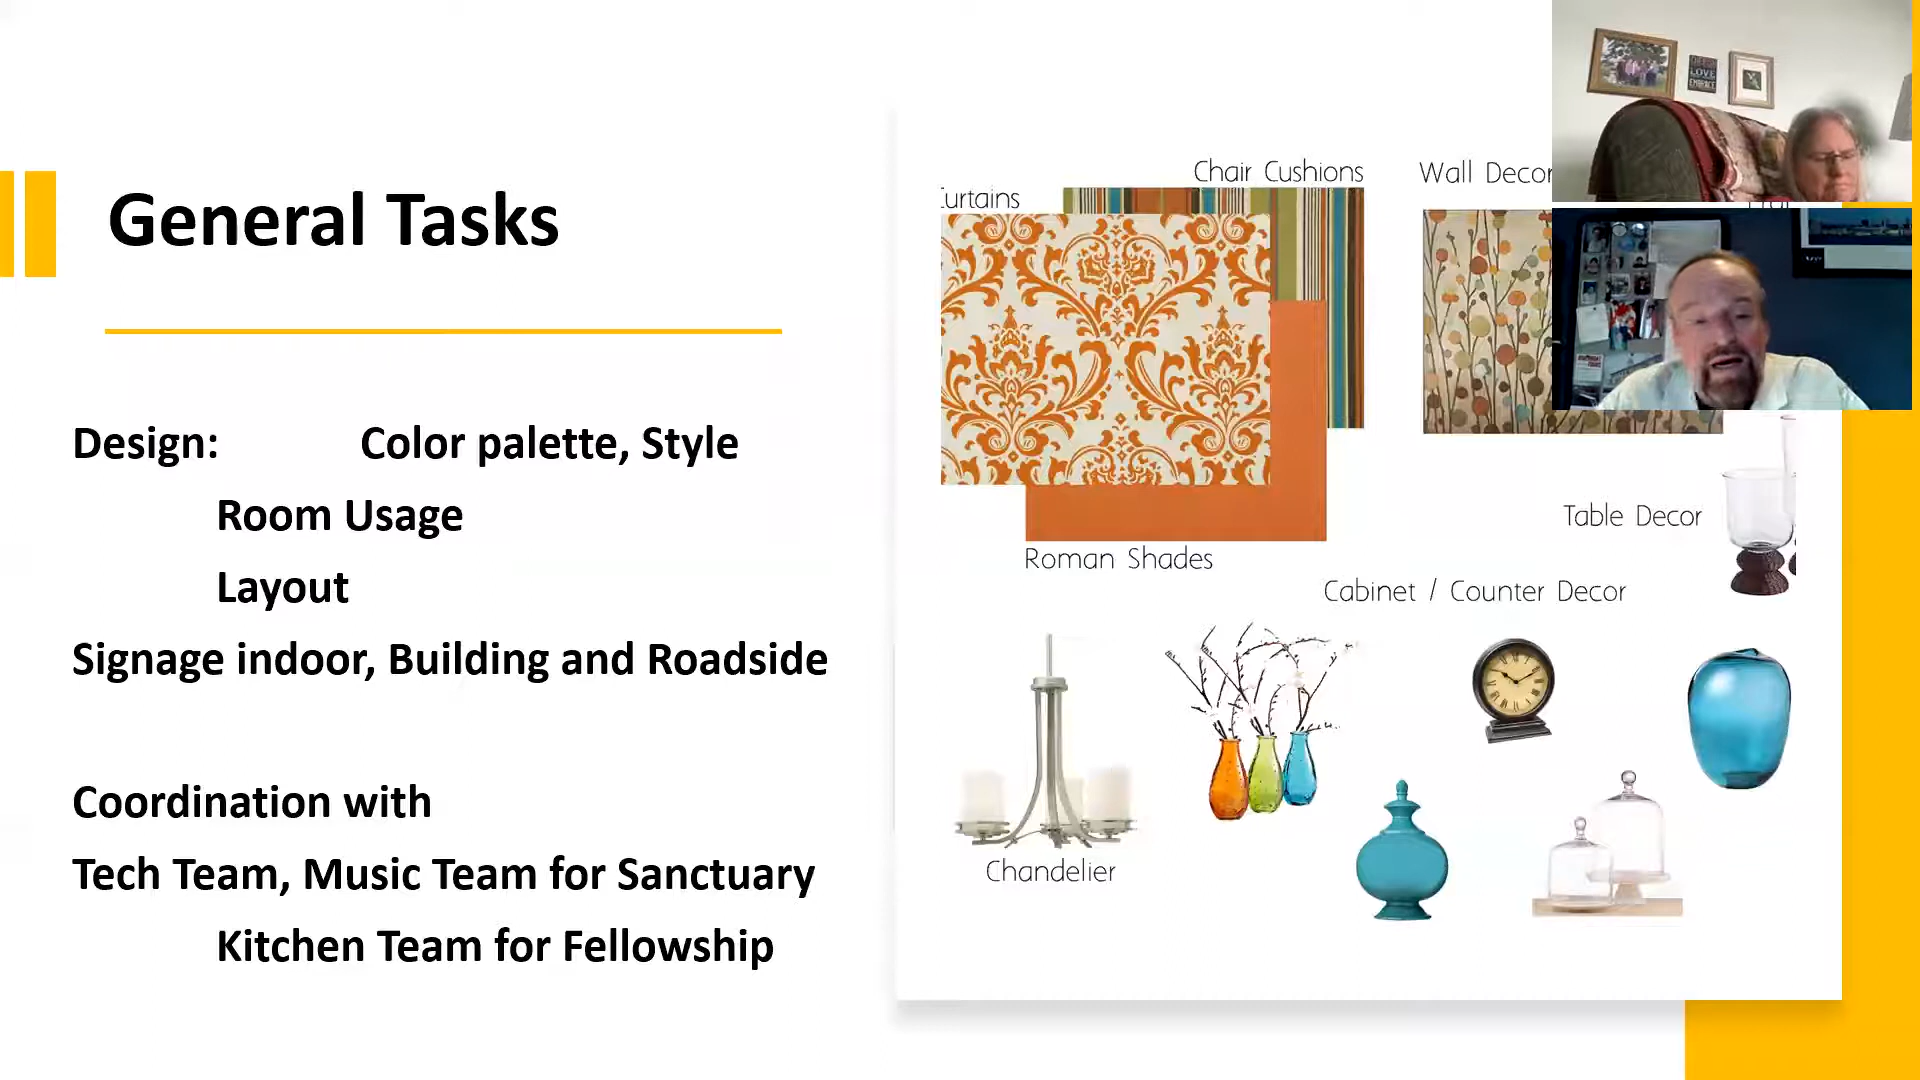 General Tasks
Design: Color palette, Style
Room Usage
Layout
Signage indoor, Building and Roadside
Coordination with
Tech Team, Music Team for Sanctuary
Kitchen Team for Fellowship
Chair Cushions
Wall Decor
urtains
Roman Shades
Table Decor
Cabinet / Counter Decor
Chandelier
LOVE
EMBRACE